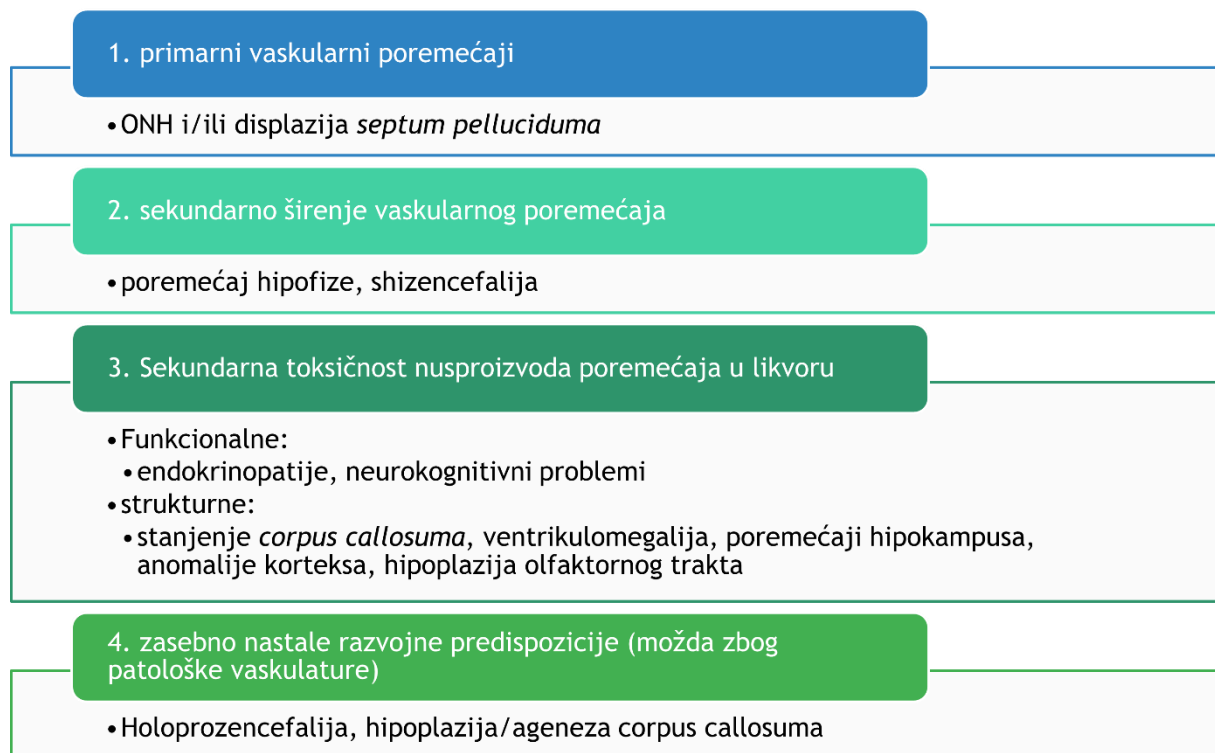 1. primarni vaskularni poremećaji
•ONH i/ili displazija septum pelluciduma
2. sekundarno širenje vaskularnog poremećaja
•poremećaj hipofize, shizencefalija
3. Sekundarna toksičnost nusproizvoda poremećaja u likvoru
•Funkcionalne:
•endokrinopatije, neurokognitivni problemi
•strukturne:
•stanjenje corpus callosuma, ventrikulomegalija, poremećaji hipokampusa,
anomalije korteksa, hipoplazija olfaktornog trakta
4. zasebno nastale razvojne predispozicije (možda zbog
patološke vaskulature)
•Holoprozencefalija, hipoplazija/ageneza corpus callosuma